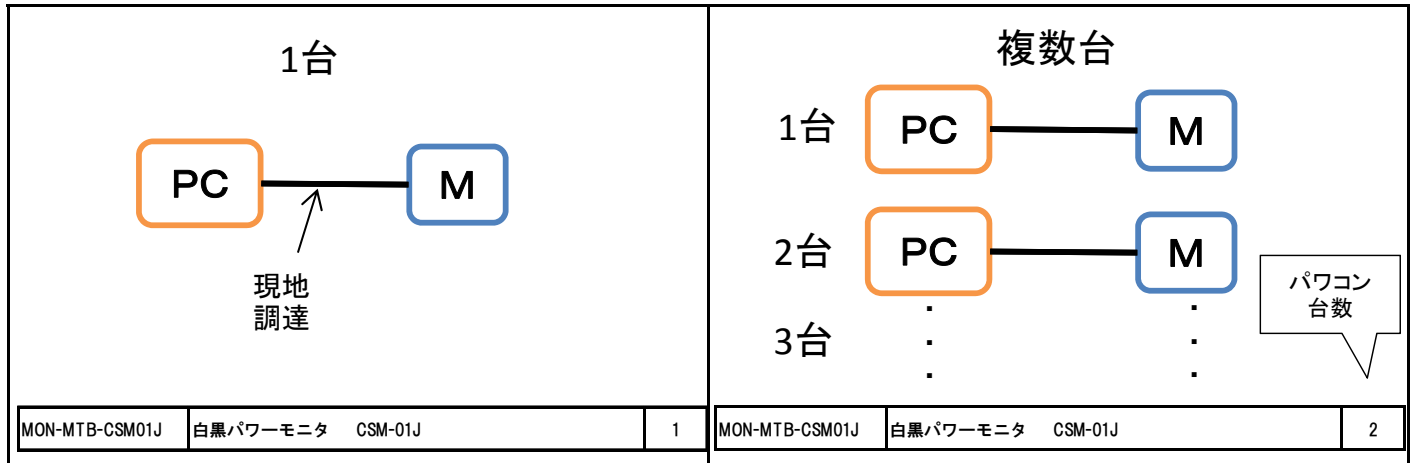 1台
PC M
現地
調達
MON-MTB-CSM01J 白黒パワーモニタ CSM-01J 1
複数台
1台 PC M
2台 PC M
3台
パワコン
台数
MON-MTB-CSM01J 白黒パワーモニタ CSM-01J 2